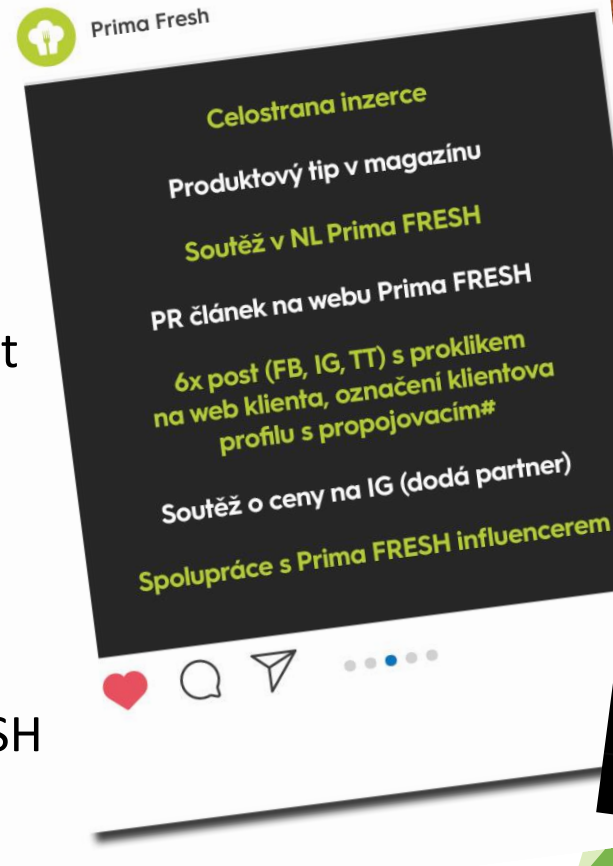 Prima Fresh
Celostrana inzerce
Produktový tip v magazínu
Soutěž v NL Prima FRESH
PR článek na webu Prima FRESH
6x post (FB, IG, TT) s proklikem
na web klienta, označení klientova
profilu s propojovacím#
Soutěž o ceny na IG (dodá partner)
Spolupráce s Prima FRESH influencerem
t
SH